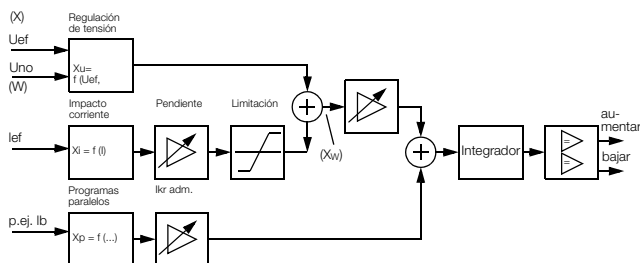 (X)
Regulación
de tensión
Uef
Uno
(W)
Xu=
f (Uef,
Impacto
corriente
Pendiente
Limitación
Ief
Xi = f (I)
(Xw)
Ikr adm.
Integrador
=
=
au-
mentar
bajar
Programas
paralelos
p.ej. Ib
Xp = f (...)